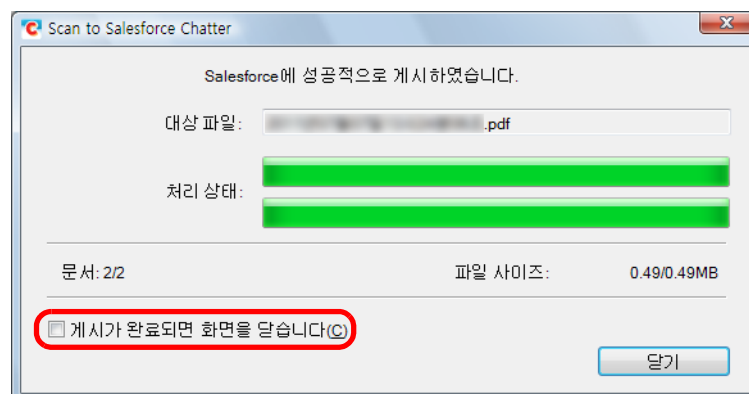 Scan to Salesforce Chatter
Salesforce에 성공적으로 게시하였습니다.
대상 파일: .pdf
처리 상태:
문서: 2/2 파일 사이즈: 0.49/0.49MB
게시가 완료되면 화면을 닫습니다(C)
닫기